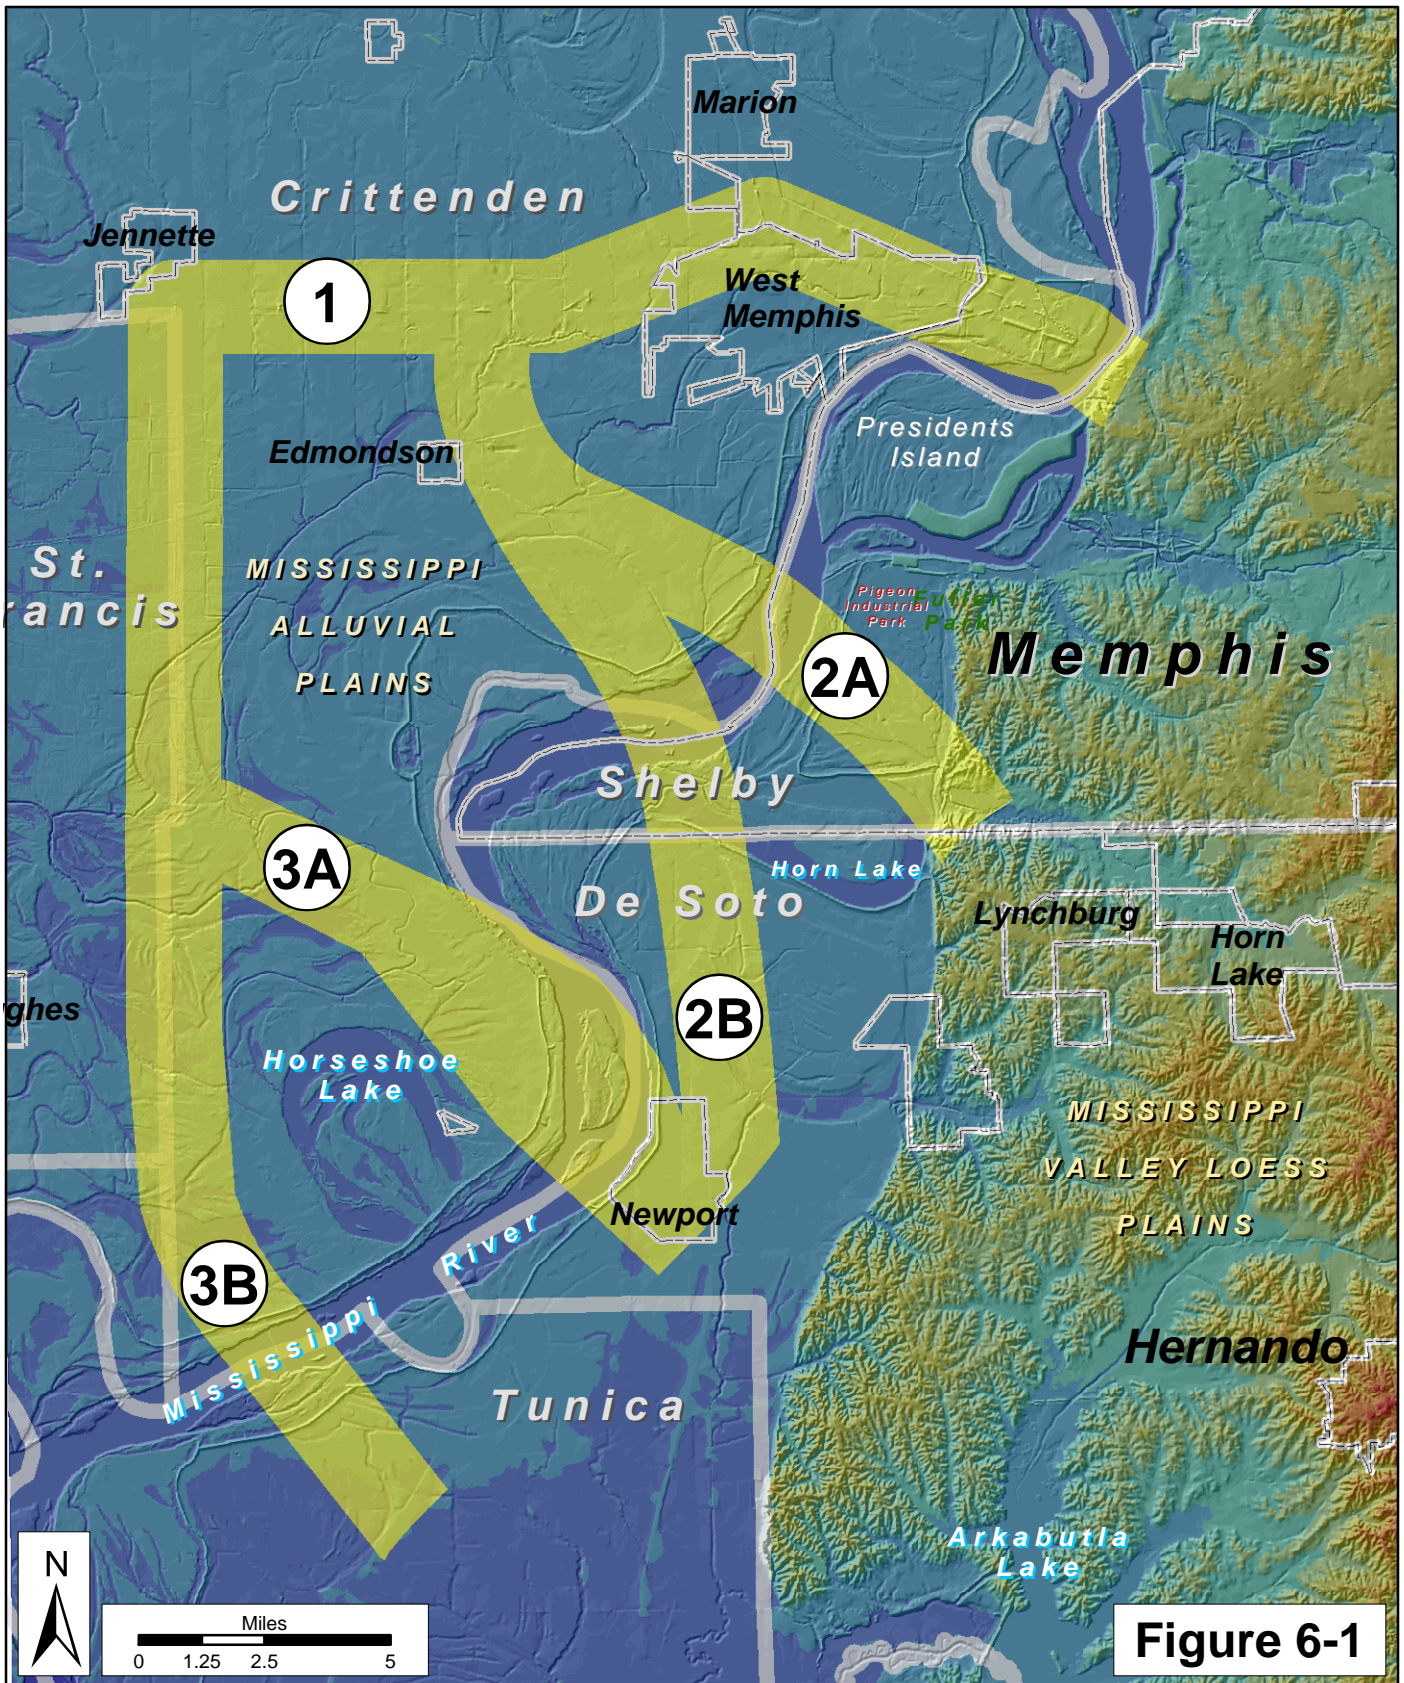 Marion
Crittenden
Jennette
1
West
Memphis
Presidents
Island
Edmondson
St.
rancis
MISSISSIPPI
ALLUVIAL
PLAINS
Pigeon
Industrial
Park
Fuller
Park
Memphis
2A
Shelby
3A
Horn Lake
De Soto
Lynchburg
Horn
Lake
ghes
2B
Horseshoe
Lake
MISSISSIPPI
VALLEY LOESS
PLAINS
Newport
3B
Mississippi River
Hernando
Tunica
Arkabutla
Lake
N
Miles
0 1.25 2.5 5
Figure 6-1